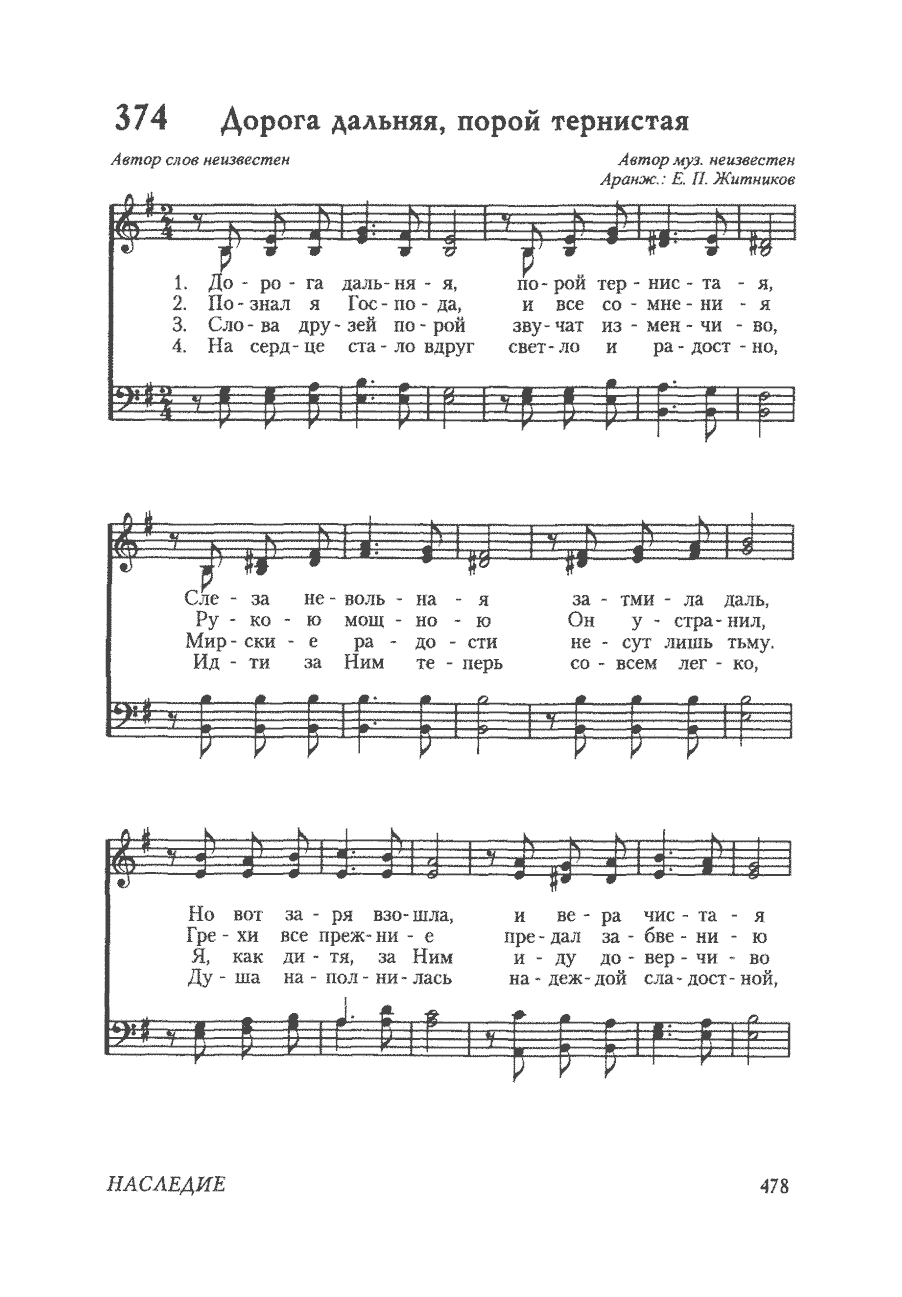 374 Дорога дальняя, порой тернистая
Автор слов неизвестен Автор муз. неизвестен
Аранж.: Е. П. Житников
1. До - ро - га даль-ня - я, по-рой тер - нис - та - я,
2. По-знал я Гос-по - да, и все со - мне - ни - я
3. Сло-ва дру-зей по-рой зву-чат из - мен - чи - во,
4. На серд-це ста-ло вдруг свет-ло и ра-дост-но,
Сле - за не-воль - на - я за - тми - ла даль,
Ру - ко - ю мощ - но - ю Он у - стра-нил,
Мир-ски - е ра - до - сти не - сут лишь тьму.
Ид - ти за Ним те - перь со - всем лег - ко,
Но вот за - ря взо-шла, и ве - ра чис - та - я
Гре - хи все преж-ни - е пре-дал за - бве - ни - ю
Я, как ди - тя, за Ним и - ду до - вер - чи - во
Ду - ша на - пол-ни-лась на - деж-дой сла-дост-ной,
НАСЛЕДИЕ 478